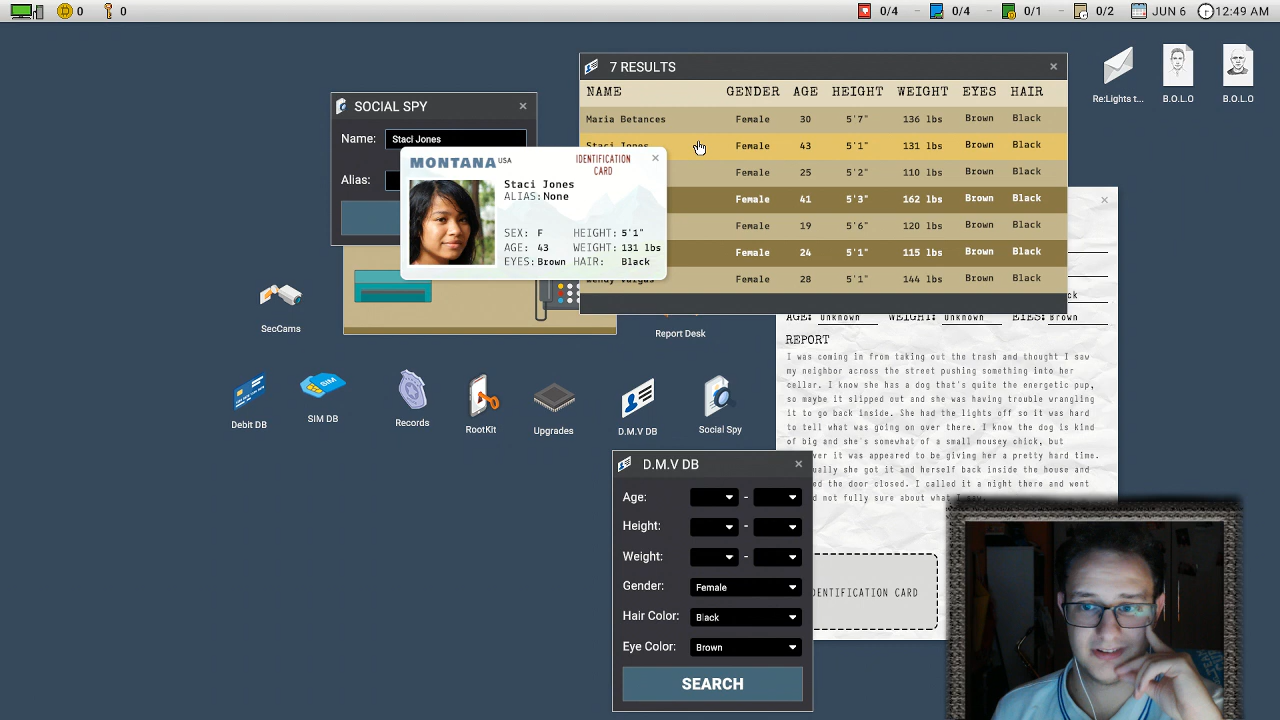 0
0
0/4
0/4
0/1
0/2
JUN 6
12:49 AM
SOCIAL SPY
Name: Staci Jones
Alias:
7 RESULTS
NAME GENDER AGE HEIGHT WEIGHT EYES HAIR
Maria Betances Female 30 5'7" 136 lbs Brown Black
Staci Jones Female 43 5'1" 131 lbs Brown Black
Female 25 5'2" 110 lbs Brown Black
Female 41 5'3" 162 lbs Brown Black
Female 19 5'6" 120 lbs Brown Black
Female 24 5'1" 115 lbs Brown Black
Wendy Vargas Female 28 5'4" 144 lbs Brown Black
MONTANA USA
IDENTIFICATION
CARD
Staci Jones
ALIAS: None
SEX: F HEIGHT: 5'1"
AGE: 43 WEIGHT: 131 lbs
EYES: Brown HAIR: Black
Re:Lights t...
B.O.L.O
B.O.L.O
SecCams
Report Desk
Debit DB
SIM DB
Records
RootKit
Upgrades
D.M.V DB
Social Spy
AGE: Unknown WEIGHT: Unknown EYES: Brown
REPORT
I was coming in from taking out the trash and thought I saw
my neighbor across the street pushing something into her
cellar. I know she has a dog that's quite the energetic pup,
so maybe it slipped out and she was having trouble wrangling
it to go back inside. She had the lights off so it was hard
to tell what was going on over there. I know the dog is kind
of big and she's somewhat of a small mousey chick, but
it was appeared to be giving her a pretty hard time.
she got it and herself back inside the house and
the door closed. I called it a night there and went
not fully sure about what I
IDENTIFICATION CARD
D.M.V DB
Age: -
Height: -
Weight: -
Gender: Female
Hair Color: Black
Eye Color: Brown
SEARCH